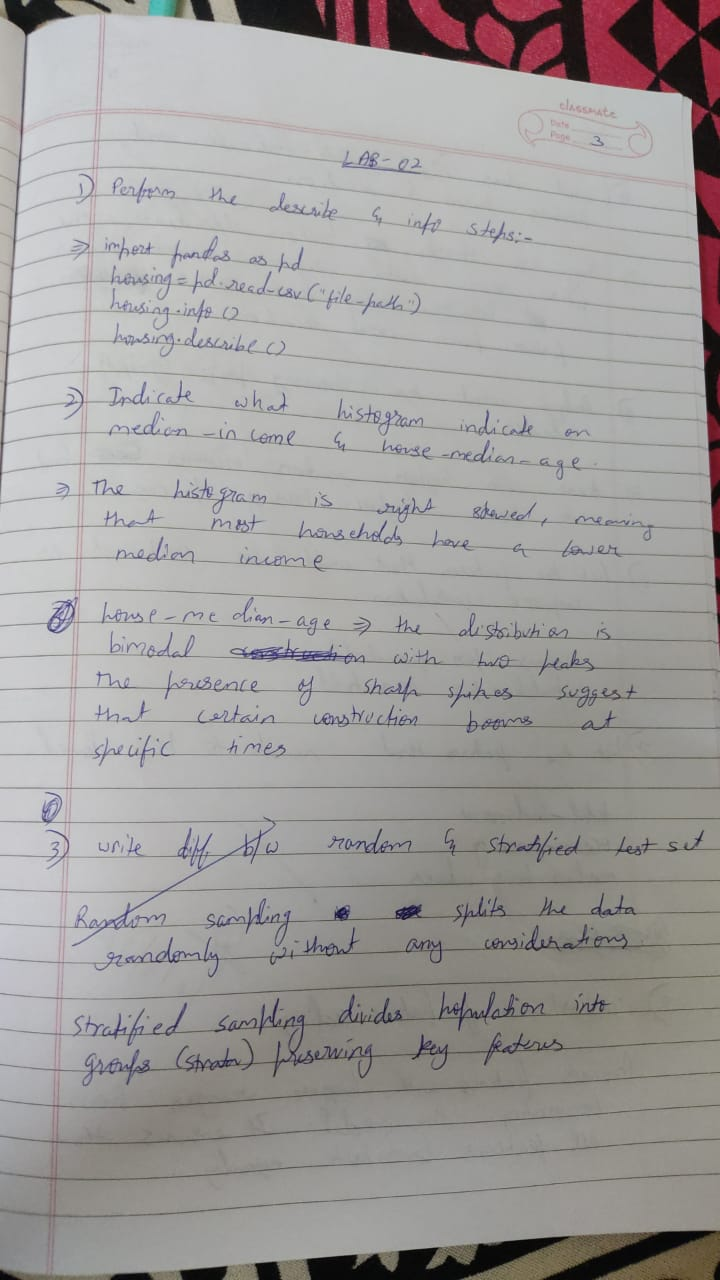 classmate
Date
Page 3
LAB-02
1) Perform the describe & info steps:-
⇒ import pandas as pd
housing = pd.read-csv("file-path")
housing.info()
housing.describe()
2) Indicate what histogram indicate on
median-income & house-median-age.
⇒ The histogram is right skewed, meaning
that most households have a lower
median income
house-median-age ⇒ the distribution is
bimodal with two peaks
the presence of sharp spikes suggest
that certain construction booms at
specific times
3) write diff b/w random & stratified test set
Random sampling splits the data
randomly without any considerations.
Stratified sampling divides population into
groups (strata) preserving key features